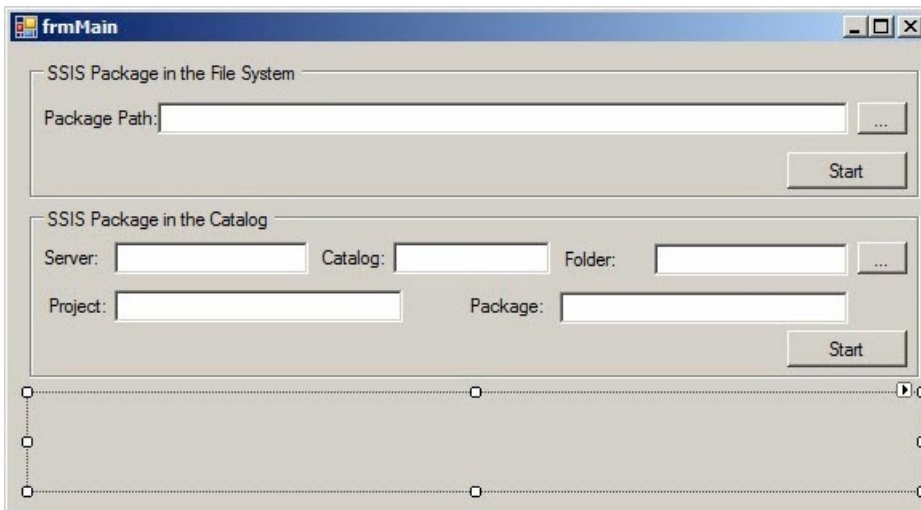 frmMain
SSIS Package in the File System
Package Path: ...
Start
SSIS Package in the Catalog
Server: Catalog: Folder: ...
Project: Package:
Start